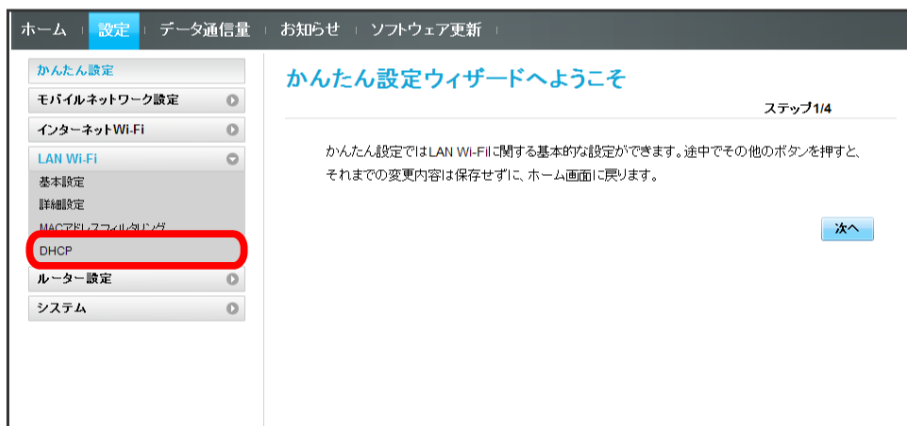 ホーム 設定 データ通信量 お知らせ ソフトウェア更新
かんたん設定
モバイルネットワーク設定
インターネットWi-Fi
LAN Wi-Fi
基本設定
詳細設定
MACアドレスフィルタリング
DHCP
ルーター設定
システム
かんたん設定ウィザードへようこそ
ステップ1/4
かんたん設定ではLAN Wi-Fiに関する基本的な設定ができます。途中でその他のボタンを押すと、
それまでの変更内容は保存せずに、ホーム画面に戻ります。
次へ